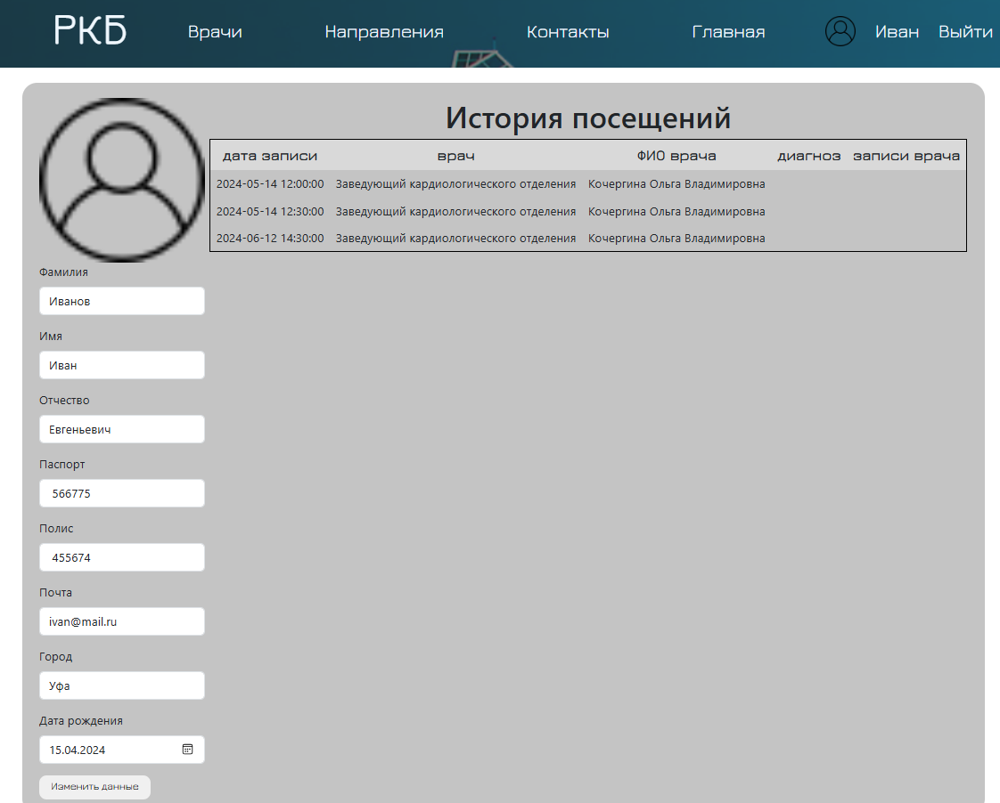 РКБ Врачи Направления Контакты Главная Иван Выйти
История посещений
дата записи врач ФИО врача диагноз записи врача
2024-05-14 12:00:00 Заведующий кардиологического отделения Кочергина Ольга Владимировна
2024-05-14 12:30:00 Заведующий кардиологического отделения Кочергина Ольга Владимировна
2024-06-12 14:30:00 Заведующий кардиологического отделения Кочергина Ольга Владимировна
Фамилия
Иванов
Имя
Иван
Отчество
Евгеньевич
Паспорт
566775
Полис
455674
Почта
ivan@mail.ru
Город
Уфа
Дата рождения
15.04.2024
Изменить данные